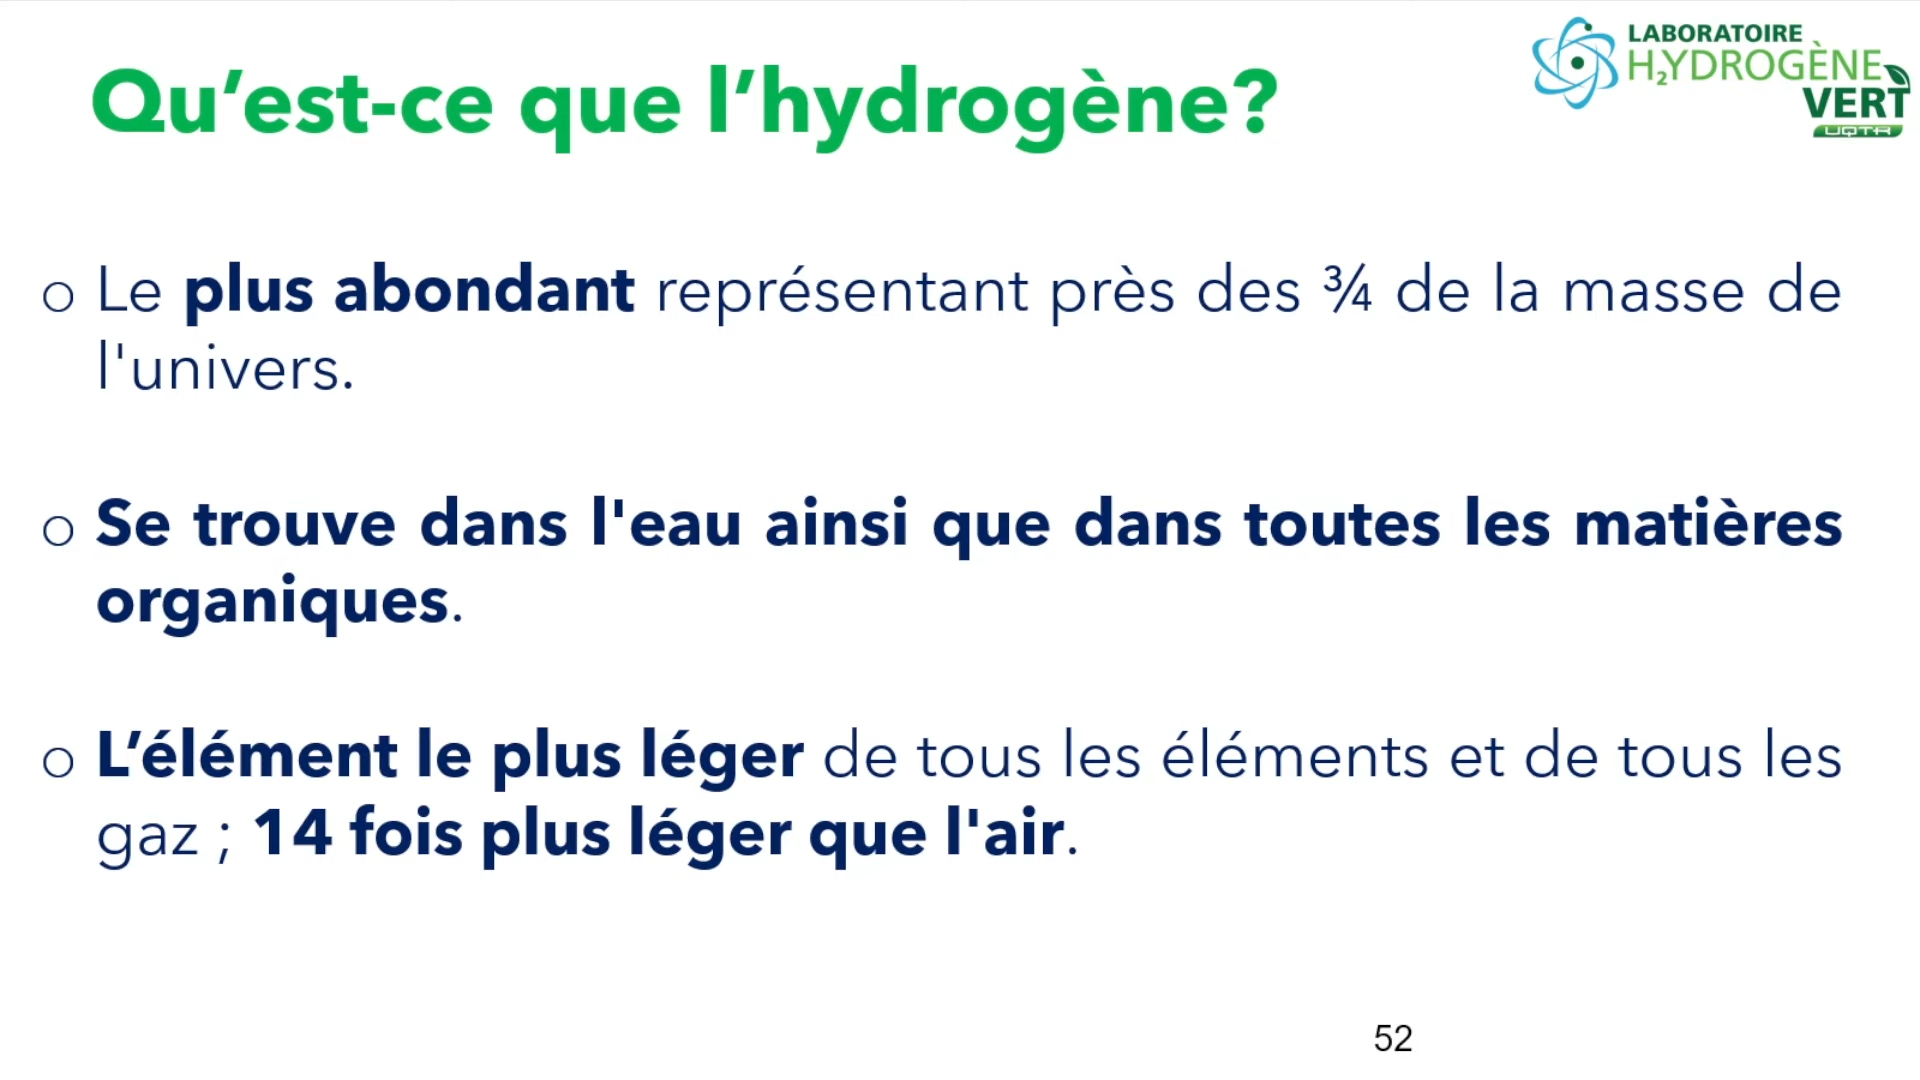 Qu’est-ce que l’hydrogène?
LABORATOIRE
H₂YDROGÈNE
VERT
UQTR
o Le plus abondant représentant près des ¾ de la masse de
l'univers.
o Se trouve dans l'eau ainsi que dans toutes les matières
organiques.
o L’élément le plus léger de tous les éléments et de tous les
gaz ; 14 fois plus léger que l'air.
52